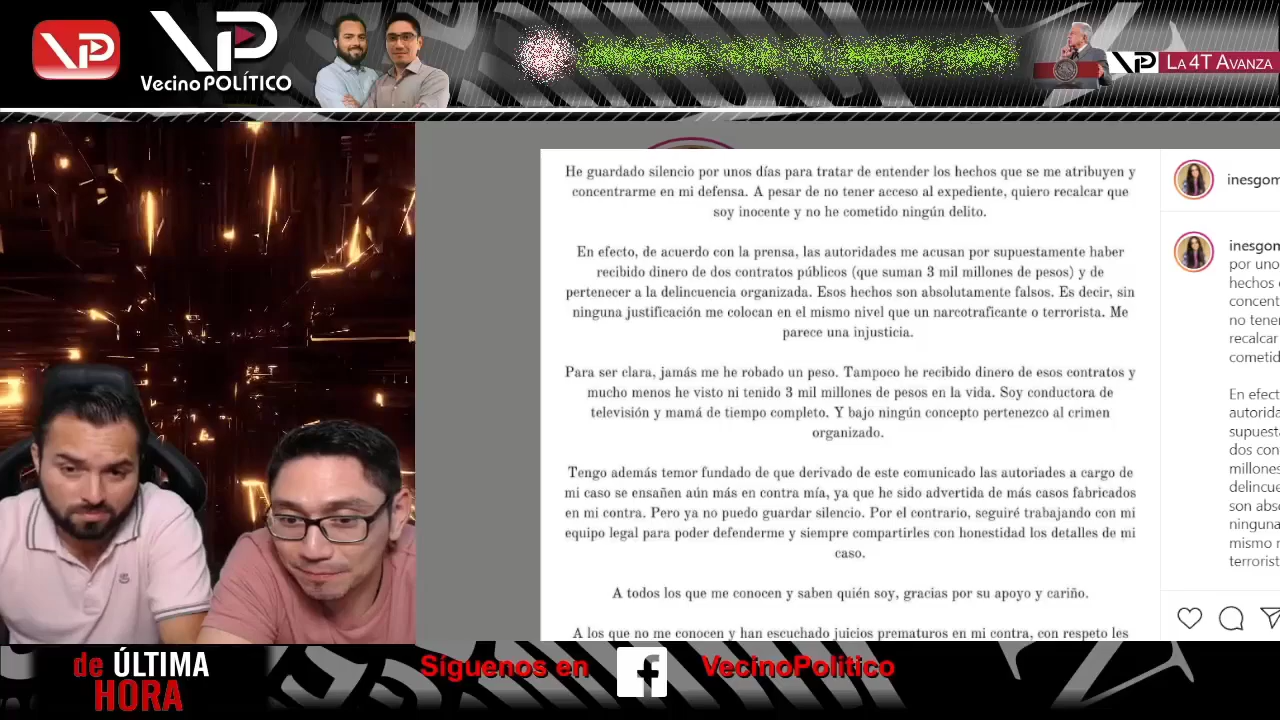 VP
VP
Vecino POLÍTICO
VP LA 4T AVANZA
He guardado silencio por unos días para tratar de entender los hechos que se me atribuyen y
concentrarme en mi defensa. A pesar de no tener acceso al expediente, quiero recalcar que
soy inocente y no he cometido ningún delito.
En efecto, de acuerdo con la prensa, las autoridades me acusan por supuestamente haber
recibido dinero de dos contratos públicos (que suman 3 mil millones de pesos) y de
pertenecer a la delincuencia organizada. Esos hechos son absolutamente falsos. Es decir, sin
ninguna justificación me colocan en el mismo nivel que un narcotraficante o terrorista. Me
parece una injusticia.
Para ser clara, jamás me he robado un peso. Tampoco he recibido dinero de esos contratos y
mucho menos he visto ni tenido 3 mil millones de pesos en la vida. Soy conductora de
televisión y mamá de tiempo completo. Y bajo ningún concepto pertenezco al crimen
organizado.
Tengo además temor fundado de que derivado de este comunicado las autoriades a cargo de
mi caso se ensañen aún más en contra mía, ya que he sido advertida de más casos fabricados
en mi contra. Pero ya no puedo guardar silencio. Por el contrario, seguiré trabajando con mi
equipo legal para poder defenderme y siempre compartirles con honestidad los detalles de mi
caso.
A todos los que me conocen y saben quién soy, gracias por su apoyo y cariño.
A los que no me conocen y han escuchado juicios prematuros en mi contra, con respeto les
inesgom
inesgom
por uno
hechos
concent
no tener
recalcar
cometid
En efect
autorida
supuesta
dos con
millones
delincue
son abso
ninguna
mismo n
terrorist
de ÚLTIMA
HORA
Síguenos en f VecinoPolitico